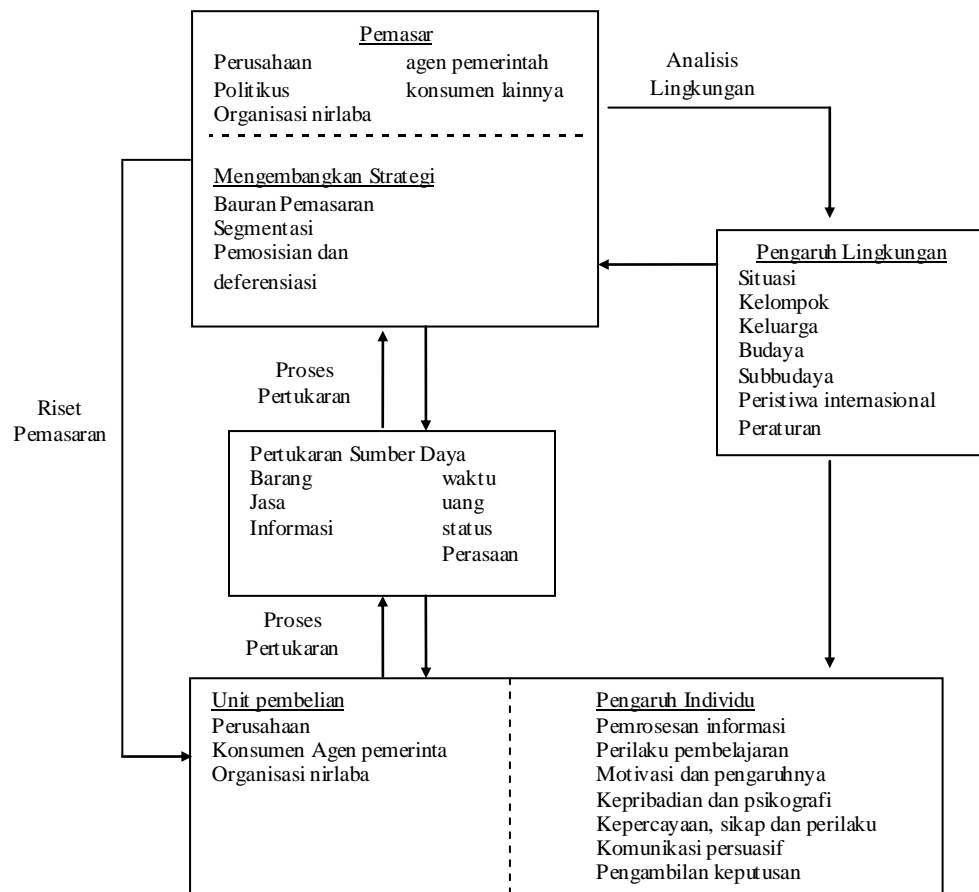 Pemasar
Perusahaan agen pemerintah
Politikus konsumen lainnya
Organisasi nirlaba
Mengembangkan Strategi
Bauran Pemasaran
Segmentasi
Pemosisian dan
deferensiasi
Analisis
Lingkungan
Pengaruh Lingkungan
Situasi
Kelompok
Keluarga
Budaya
Subbudaya
Peristiwa internasional
Peraturan
Proses
Pertukaran
Riset
Pemasaran
Pertukaran Sumber Daya
Barang waktu
Jasa uang
Informasi status
Perasaan
Proses
Pertukaran
Unit pembelian
Perusahaan
Konsumen Agen pemerinta
Organisasi nirlaba
Pengaruh Individu
Pemrosesan informasi
Perilaku pembelajaran
Motivasi dan pengaruhnya
Kepribadian dan psikografi
Kepercayaan, sikap dan perilaku
Komunikasi persuasif
Pengambilan keputusan